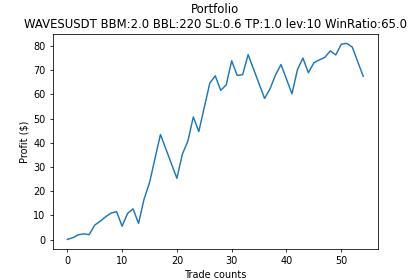 Portfolio
WAVESUSDT BBM:2.0 BBL:220 SL:0.6 TP:1.0 lev:10 WinRatio:65.0
80
70
60
50
40
30
20
10
0
Profit ($)
0 10 20 30 40 50
Trade counts